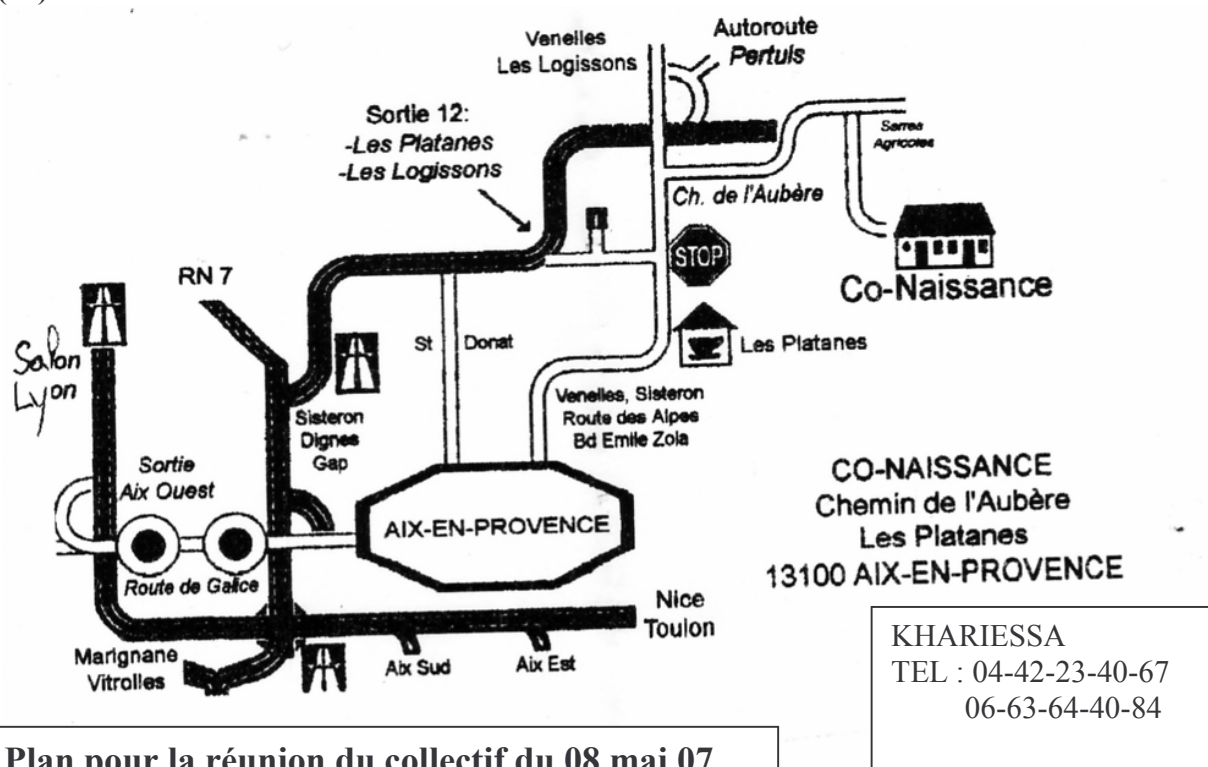 Venelles
Les Logissons
Autoroute
Pertuis
Sortie 12:
-Les Platanes
-Les Logissons
Serres
Agricoles
Ch. de l'Aubère
STOP
Co-Naissance
RN 7
Salon
Lyon
St Donat
Les Platanes
Sisteron
Dignes
Gap
Venelles, Sisteron
Route des Alpes
Bd Emile Zola
Sortie
Aix Ouest
AIX-EN-PROVENCE
CO-NAISSANCE
Chemin de l'Aubère
Les Platanes
13100 AIX-EN-PROVENCE
Route de Galice
Nice
Toulon
Marignane
Vitrolles
Aix Sud
Aix Est
KHARIESSA
TEL : 04-42-23-40-67
06-63-64-40-84
Plan pour la réunion du collectif du 08 mai 07